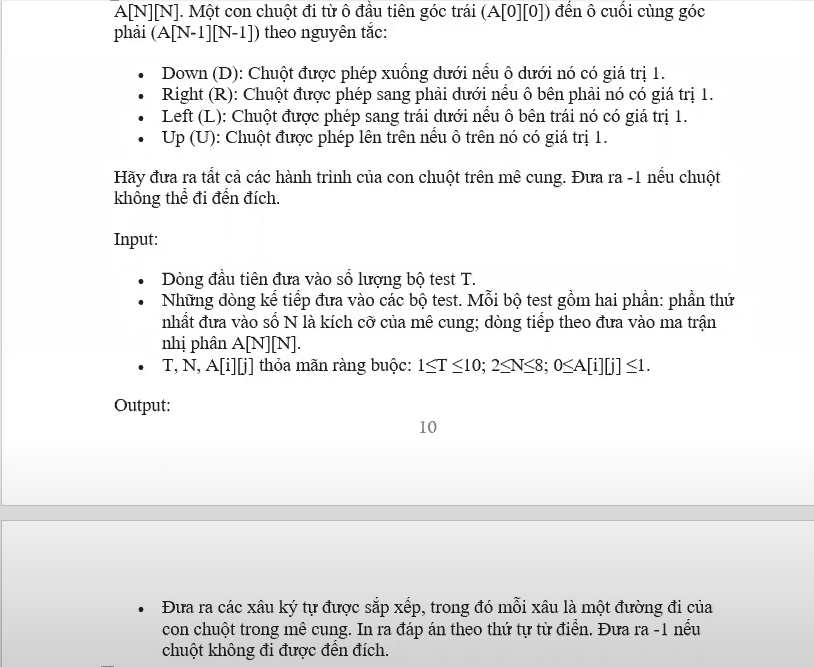 A[N][N]. Một con chuột đi từ ô đầu tiên góc trái (A[0][0]) đến ô cuối cùng góc
phải (A[N-1][N-1]) theo nguyên tắc:
• Down (D): Chuột được phép xuống dưới nếu ô dưới nó có giá trị 1.
• Right (R): Chuột được phép sang phải dưới nếu ô bên phải nó có giá trị 1.
• Left (L): Chuột được phép sang trái dưới nếu ô bên trái nó có giá trị 1.
• Up (U): Chuột được phép lên trên nếu ô trên nó có giá trị 1.
Hãy đưa ra tất cả các hành trình của con chuột trên mê cung. Đưa ra -1 nếu chuột
không thể đi đến đích.
Input:
• Dòng đầu tiên đưa vào số lượng bộ test T.
• Những dòng kế tiếp đưa vào các bộ test. Mỗi bộ test gồm hai phần: phần thứ
nhất đưa vào số N là kích cỡ của mê cung; dòng tiếp theo đưa vào ma trận
nhị phân A[N][N].
• T, N, A[i][j] thỏa mãn ràng buộc: 1≤T ≤10; 2≤N≤8; 0≤A[i][j] ≤1.
Output:
10
• Đưa ra các xâu ký tự được sắp xếp, trong đó mỗi xâu là một đường đi của
con chuột trong mê cung. In ra đáp án theo thứ tự từ điển. Đưa ra -1 nếu
chuột không đi được đến đích.